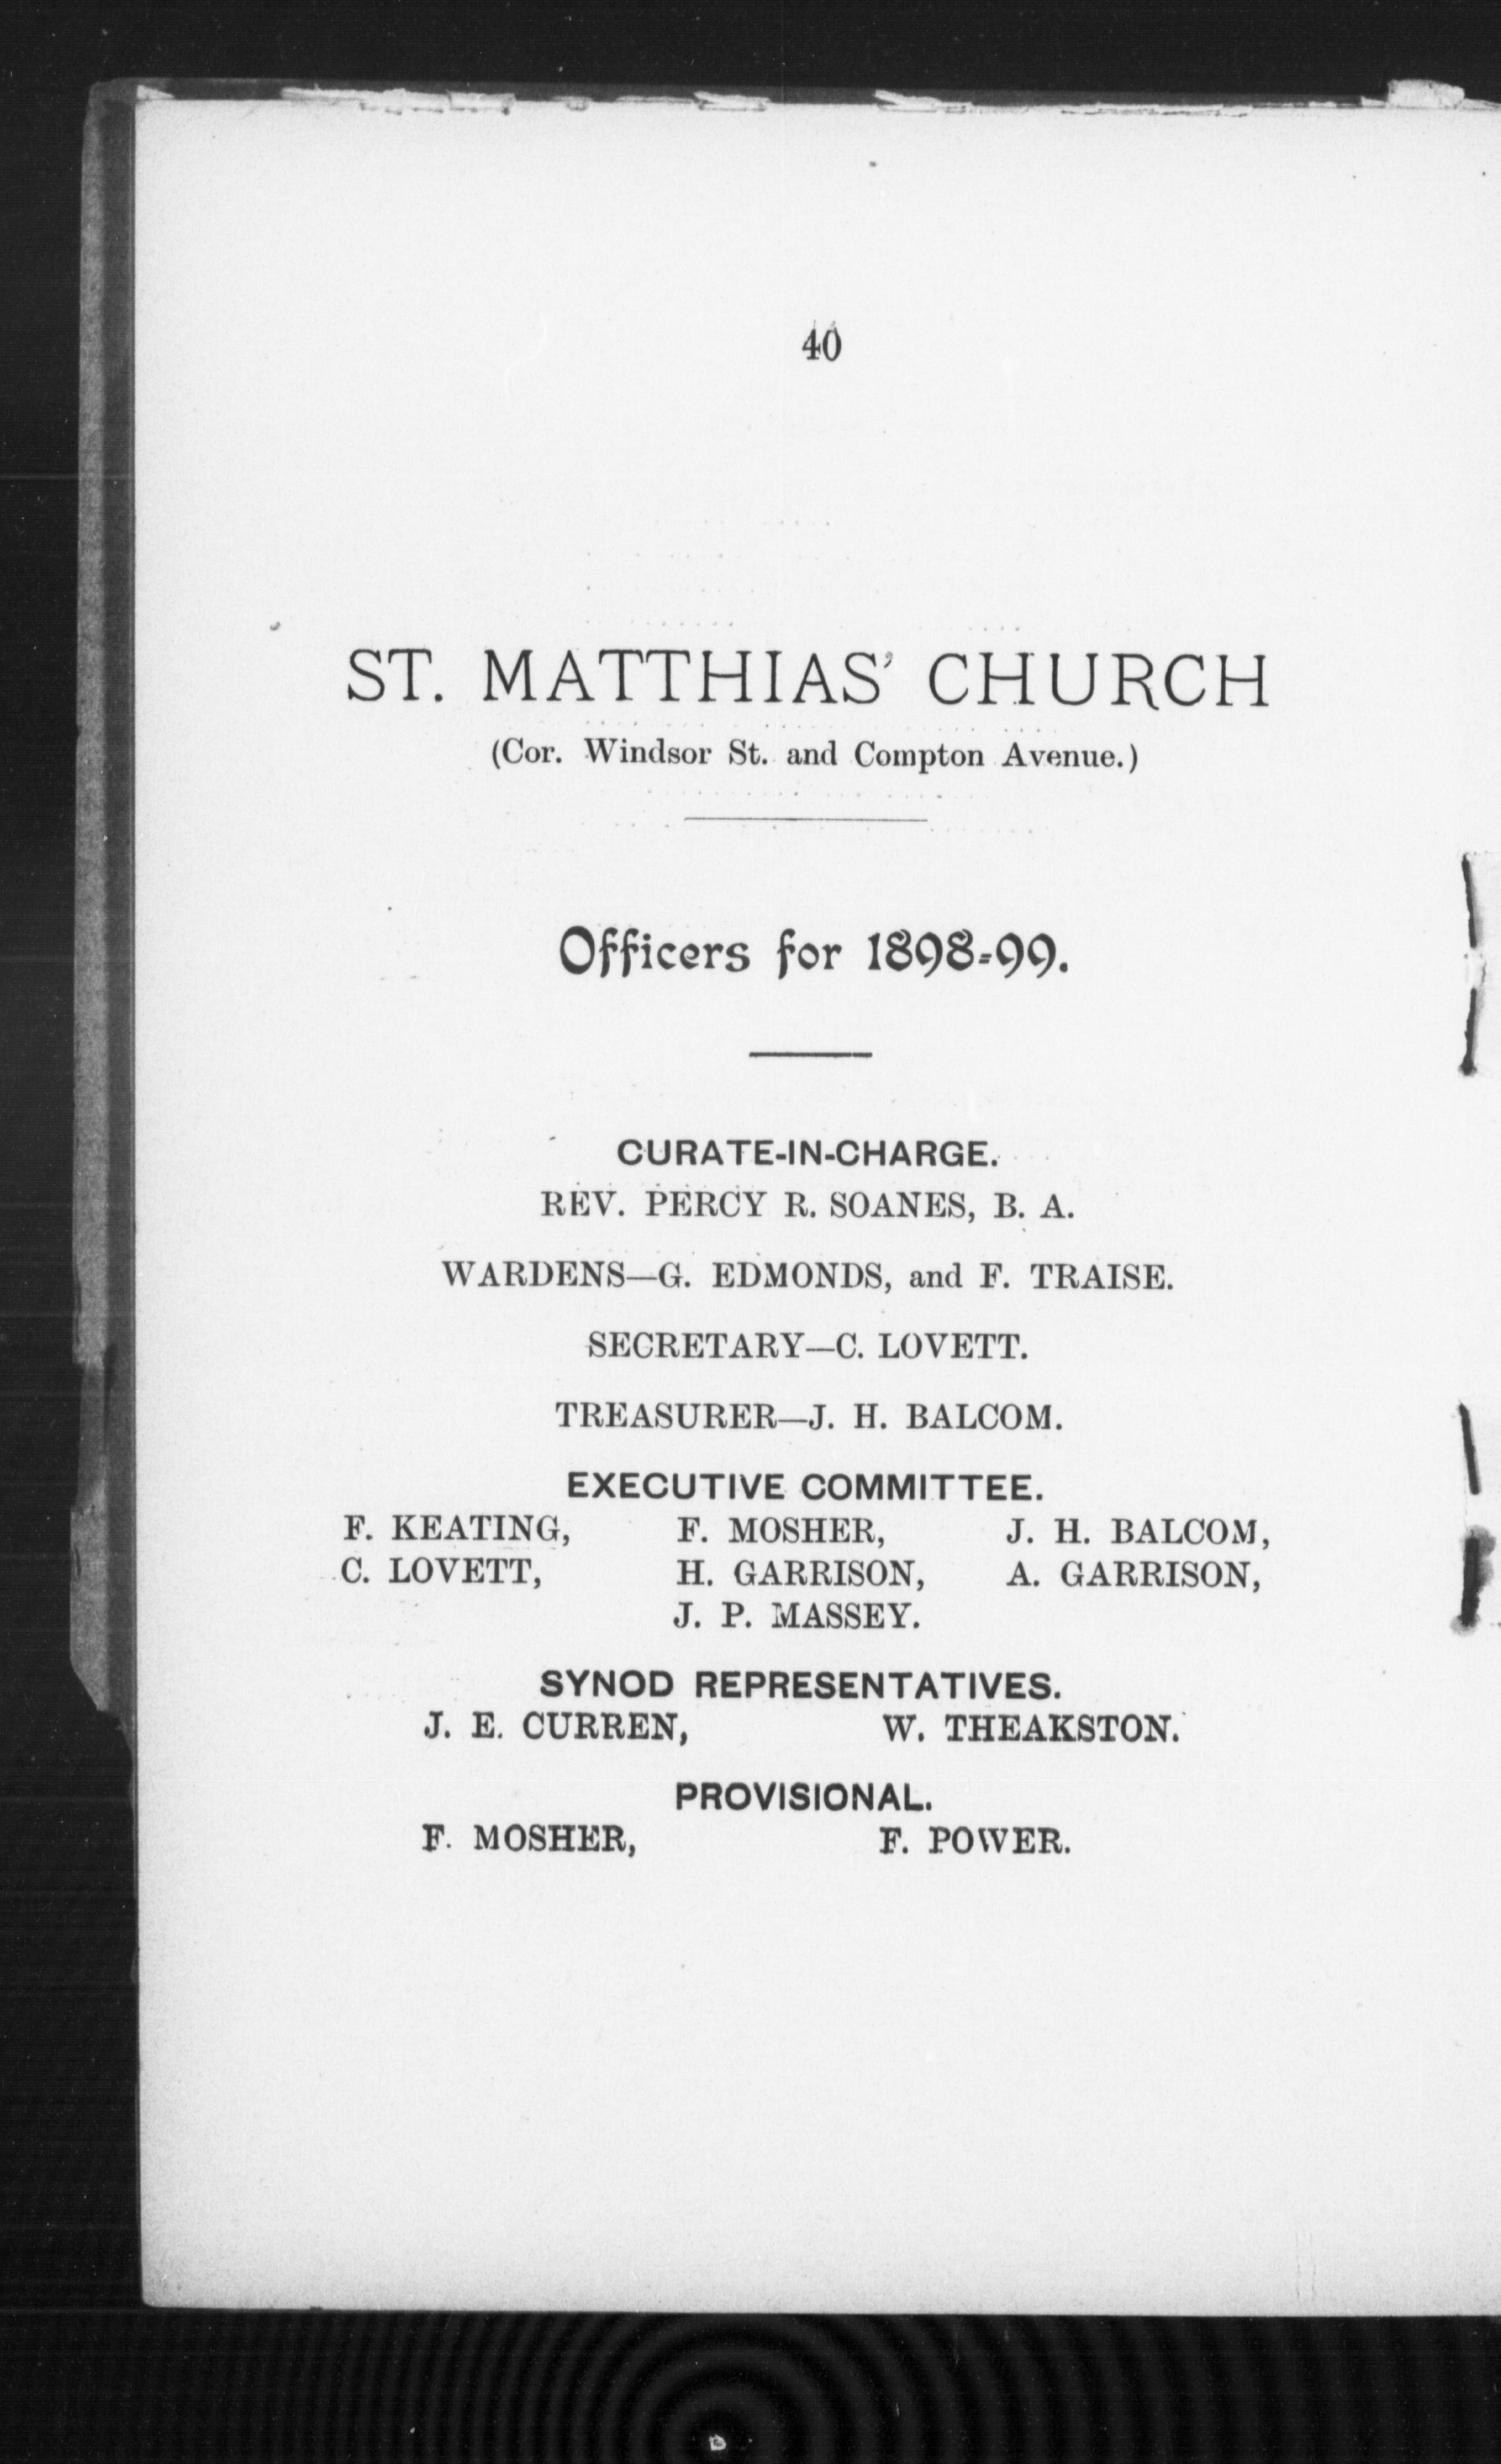 40
ST. MATTHIAS' CHURCH
(Cor. Windsor St. and Compton Avenue.)
Officers for 1898-99.
CURATE-IN-CHARGE.
REV. PERCY R. SOANES, B. A.
WARDENS—G. EDMONDS, and F. TRAISE.
SECRETARY—C. LOVETT.
TREASURER—J. H. BALCOM.
EXECUTIVE COMMITTEE.
F. KEATING, F. MOSHER, J. H. BALCOM,
C. LOVETT, H. GARRISON, A. GARRISON,
J. P. MASSEY.
SYNOD REPRESENTATIVES.
J. E. CURREN, W. THEAKSTON.
PROVISIONAL.
F. MOSHER, F. POWER.